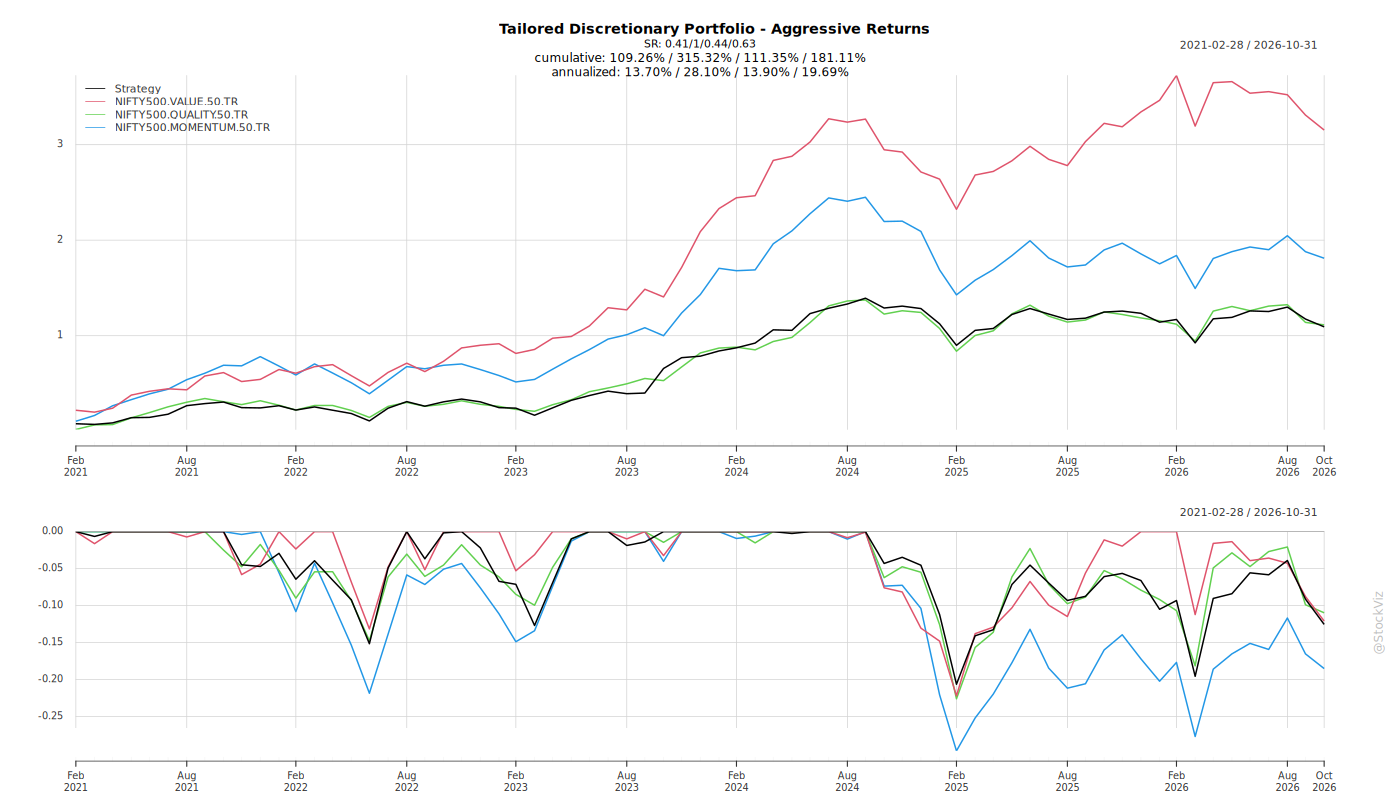 Tailored Discretionary Portfolio - Aggressive Returns
SR: 0.41/1/0.44/0.63
cumulative: 109.26% / 315.32% / 111.35% / 181.11%
annualized: 13.70% / 28.10% / 13.90% / 19.69%
2021-02-28 / 2026-10-31
Strategy
NIFTY500.VALUE.50.TR
NIFTY500.QUALITY.50.TR
NIFTY500.MOMENTUM.50.TR
3
2
1
Feb 2021 Aug 2021 Feb 2022 Aug 2022 Feb 2023 Aug 2023 Feb 2024 Aug 2024 Feb 2025 Aug 2025 Feb 2026 Aug 2026 Oct 2026
2021-02-28 / 2026-10-31
0.00
-0.05
-0.10
-0.15
-0.20
-0.25
Feb 2021 Aug 2021 Feb 2022 Aug 2022 Feb 2023 Aug 2023 Feb 2024 Aug 2024 Feb 2025 Aug 2025 Feb 2026 Aug 2026 Oct 2026
@StockViz